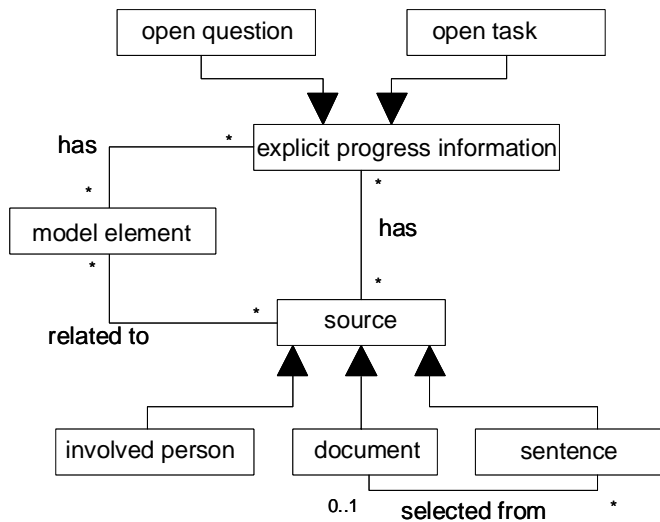 open question
open task
has
*
explicit progress information
*
*
model element
has
*
*
*
related to
source
involved person
document
sentence
0..1
selected from
*